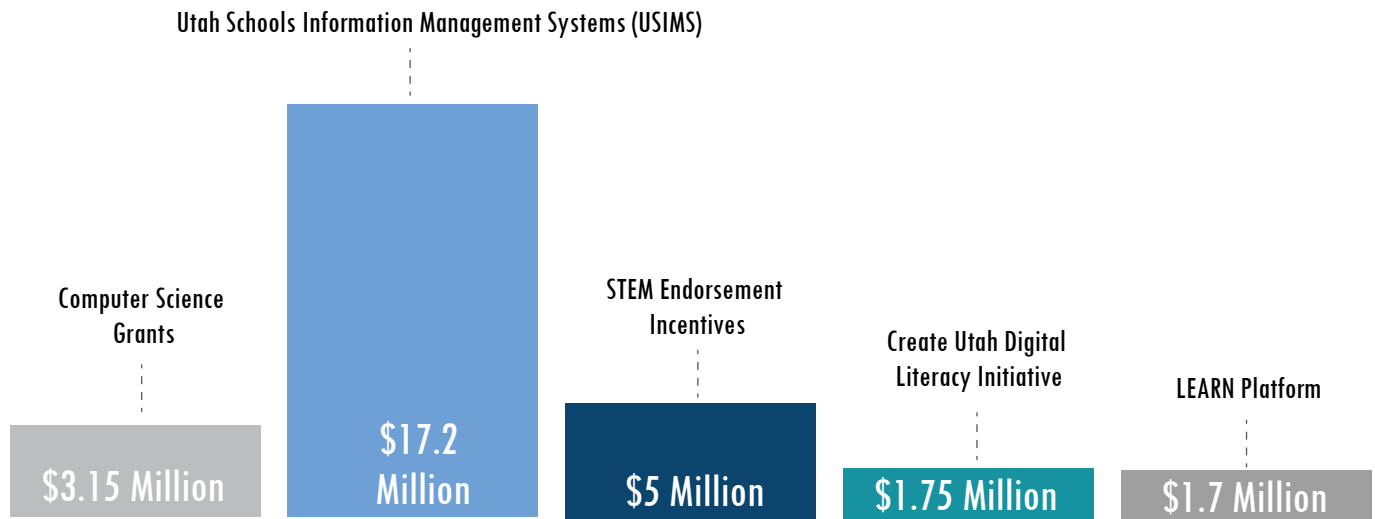 Utah Schools Information Management Systems (USIMS)
Computer Science
Grants
STEM Endorsement
Incentives
Create Utah Digital
Literacy Initiative
LEARN Platform
$3.15 Million
$17.2
Million
$5 Million
$1.75 Million
$1.7 Million